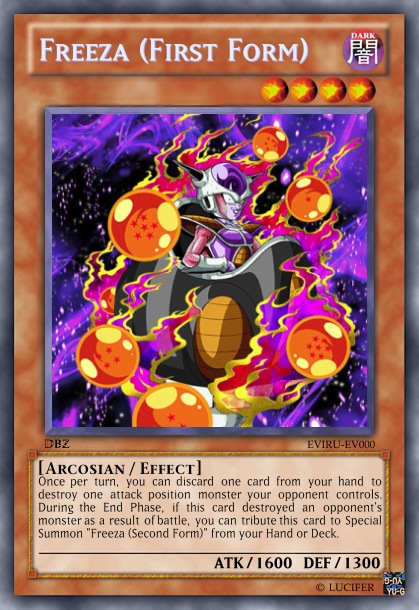 Freeza (First Form)
DARK
闇
DBZ
EVIRU-EV000
[Arcosian / Effect]
Once per turn, you can discard one card from your hand to
destroy one attack position monster your opponent controls.
During the End Phase, if this card destroyed an opponent's
monster as a result of battle, you can tribute this card to Special
Summon "Freeza (Second Form)" from your Hand or Deck.
ATK / 1600 DEF / 1300
© LUCIFER